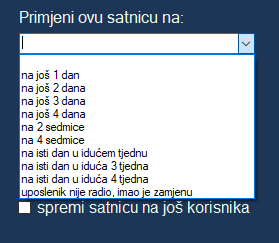 Primjeni ovu satnicu na:
na još 1 dan
na još 2 dana
na još 3 dana
na još 4 dana
na 2 sedmice
na 4 sedmice
na isti dan u idućem tjednu
na isti dan u iduća 3 tjedna
na isti dan u iduća 4 tjedna
uposlenik nije radio, imao je zamjenu
spremi satnicu na još korisnika